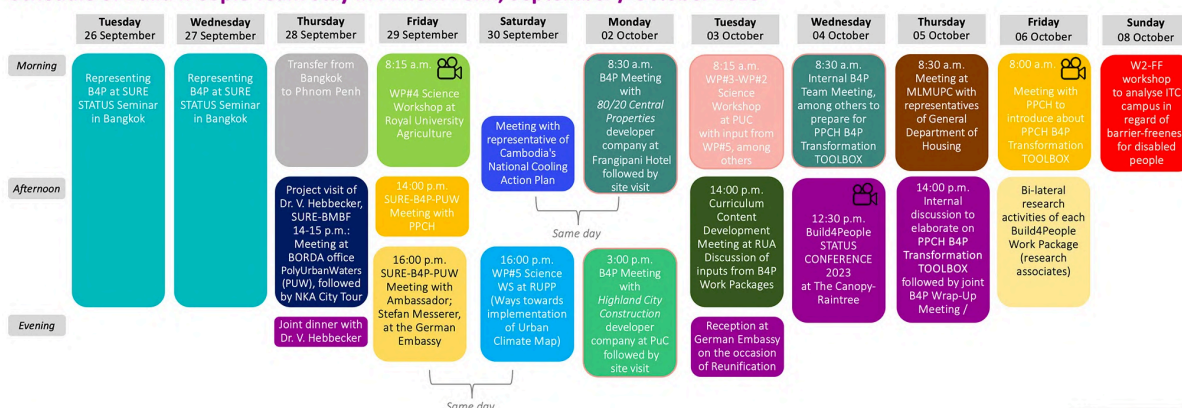 Tuesday
26 September
Wednesday
27 September
Thursday
28 September
Friday
29 September
Saturday
30 September
Monday
02 October
Tuesday
03 October
Wednesday
04 October
Thursday
05 October
Friday
06 October
Sunday
08 October
Morning
Afternoon
Evening
Representing
B4P at SURE
STATUS Seminar
in Bangkok
Representing
B4P at SURE
STATUS Seminar
in Bangkok
Transfer from
Bangkok
to Phnom Penh
Project visit of
Dr. V. Hebbecker,
SURE-BMBF
14-15 p.m.:
Meeting at
BORDA office
PolyUrbanWaters
(PUW), followed
by NKA City Tour
Joint dinner with
Dr. V. Hebbecker
8:15 a.m.
WP#4 Science
Workshop at
Royal University
Agriculture
14:00 p.m.
SURE-B4P-PUW
Meeting with
PPCH
16:00 p.m.
SURE-B4P-PUW
Meeting with
Ambassador;
Stefan Messerer,
at the German
Embassy
Same day
Meeting with
representative of
Cambodia's
National Cooling
Action Plan
16:00 p.m.
WP#5 Science
WS at RUPP
(Ways towards
implementation
of Urban
Climate Map)
Same day
8:30 a.m.
B4P Meeting
with
80/20 Central
Properties
developer
company at
Frangipani Hotel
followed by
site visit
3:00 p.m.
B4P Meeting
with
Highland City
Construction
developer
company at PuC
followed by
site visit
8:15 a.m.
WP#3-WP#2
Science
Workshop
at PUC
with input from
WP#5, among
others
14:00 p.m.
Curriculum
Content
Development
Meeting at RUA
Discussion of
inputs from B4P
Work Packages
Reception at
German Embassy
on the occasion
of Reunification
8:30 a.m.
Internal B4P
Team Meeting,
among others to
prepare for
PPCH B4P
Transformation
TOOLBOX
12:30 p.m.
Build4People
STATUS
CONFERENCE
2023
at The Canopy-
Raintree
8:30 a.m.
Meeting at
MLMUPC with
representatives
of General
Department of
Housing
14:00 p.m.
Internal
discussion to
elaborate on
PPCH B4P
Transformation
TOOLBOX
followed by joint
B4P Wrap-Up
Meeting /
8:00 a.m.
Meeting with
PPCH to
introduce about
PPCH B4P
Transformation
TOOLBOX
Bi-lateral
research
activities of each
Build4People
Work Package
(research
associates)
W2-FF
workshop
to analyse ITC
campus in
regard of
barrier-freenes
for disabled
people